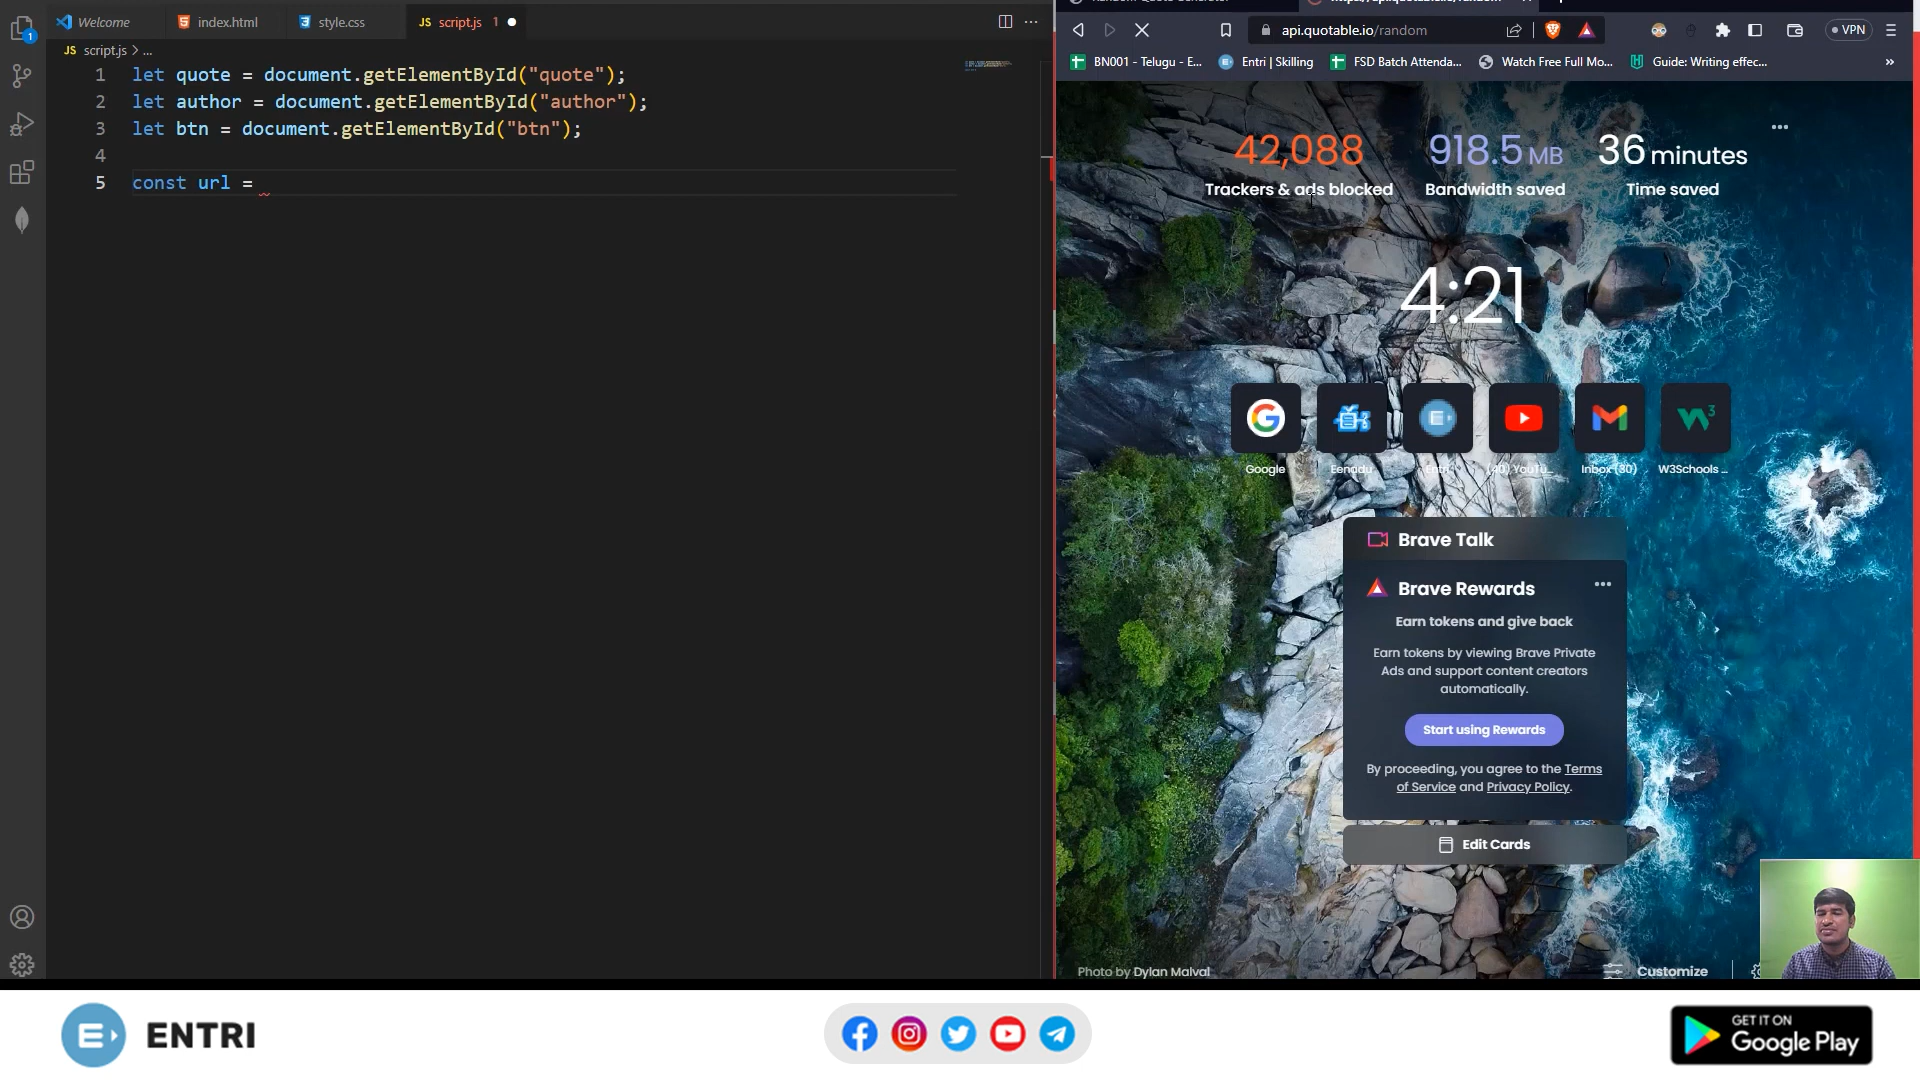 Welcome
index.html
style.css
JS script.js 1
JS script.js > ...
1 let quote = document.getElementById("quote");
2 let author = document.getElementById("author");
3 let btn = document.getElementById("btn");
4
5 const url =
api.quotable.io/random
VPN
BN001 - Telugu - E...
Entri | Skilling
FSD Batch Attenda...
Watch Free Full Mo...
Guide: Writing effec...
42,088
Trackers & ads blocked
918.5 MB
Bandwidth saved
36 minutes
Time saved
4:21
Google
Eenadu
Entri
(40) YouTu...
Inbox (30)
W3Schools ...
Brave Talk
Brave Rewards
Earn tokens and give back
Earn tokens by viewing Brave Private
Ads and support content creators
automatically.
Start using Rewards
By proceeding, you agree to the Terms
of Service and Privacy Policy.
Edit Cards
Photo by Dylan Malval
Customize
ENTRI
GET IT ON
Google Play